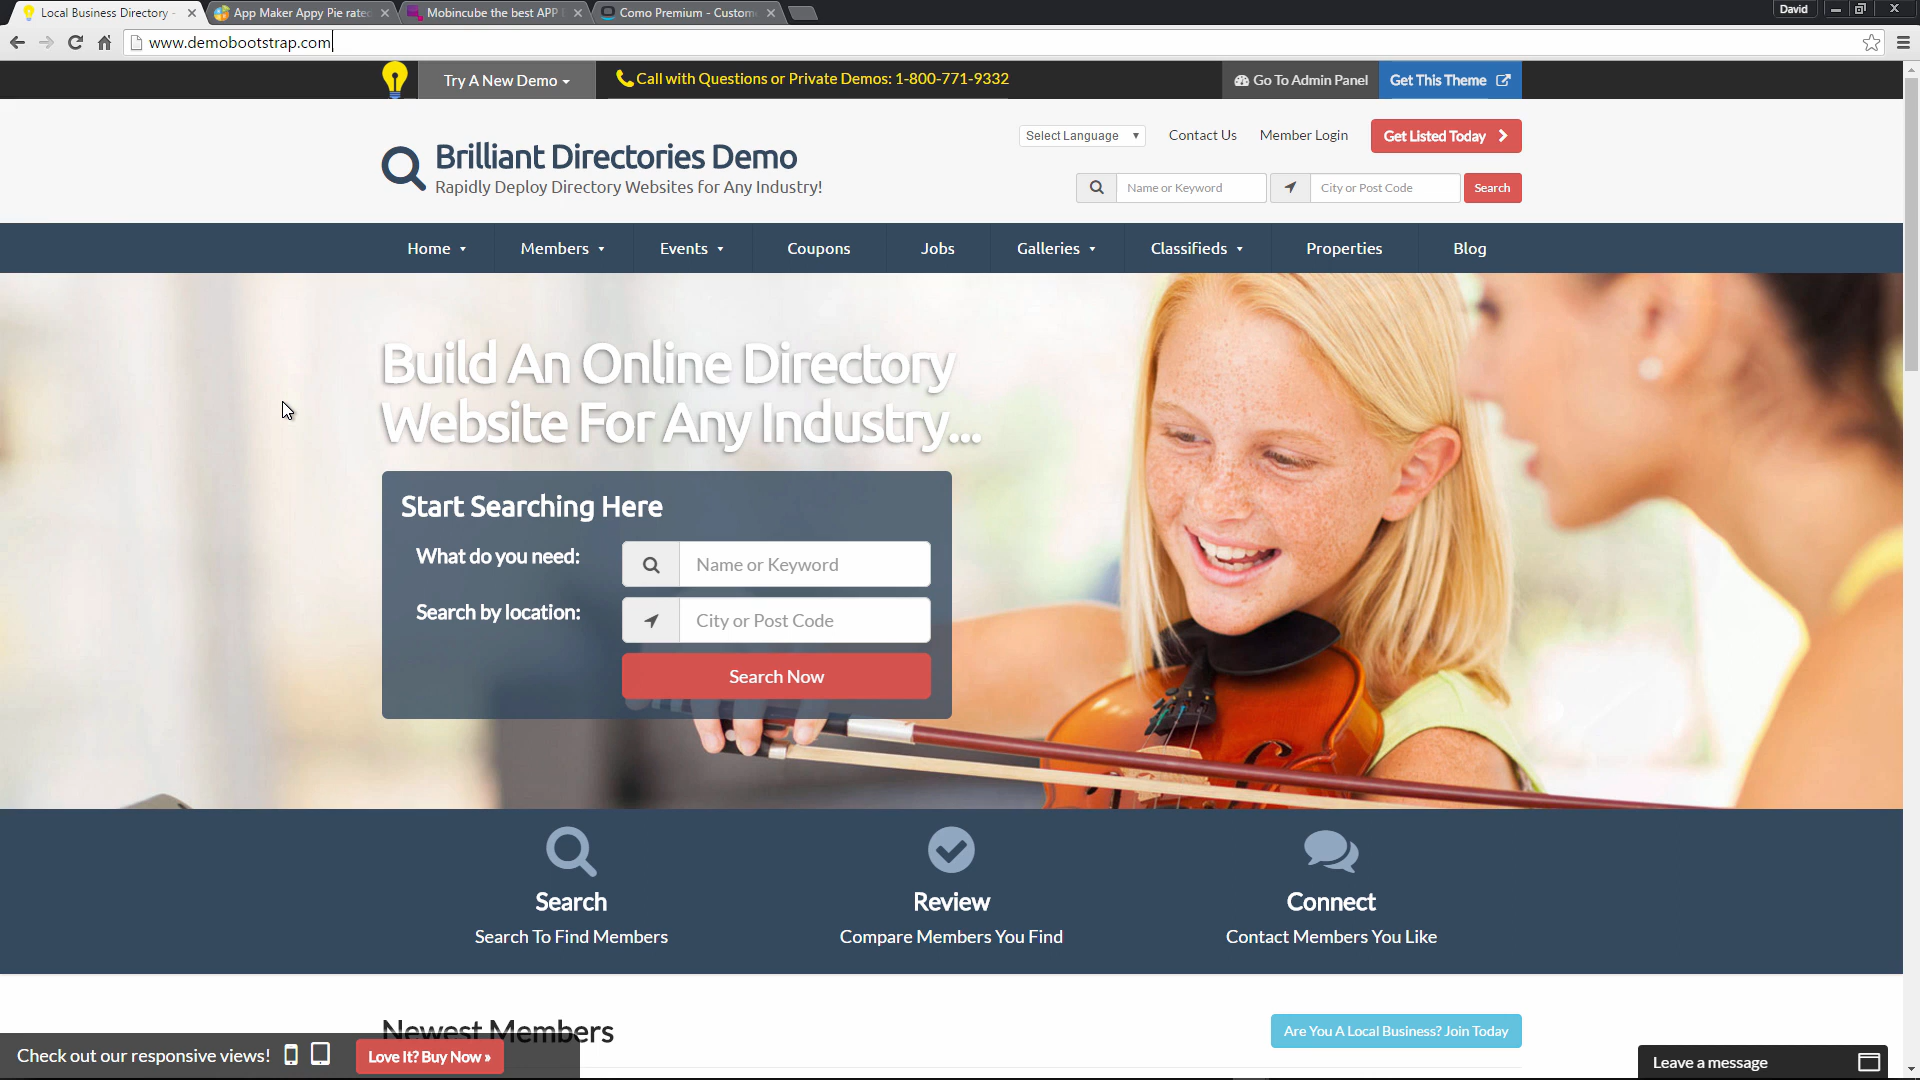 Local Business Directory -
App Maker Appy Pie rated
Mobincube the best APP
Como Premium - Custom
David
www.demobootstrap.com
Try A New Demo
Call with Questions or Private Demos: 1-800-771-9332
Go To Admin Panel
Get This Theme
Select Language
Contact Us
Member Login
Get Listed Today
Brilliant Directories Demo
Rapidly Deploy Directory Websites for Any Industry!
Name or Keyword
City or Post Code
Search
Home
Members
Events
Coupons
Jobs
Galleries
Classifieds
Properties
Blog
Build An Online Directory
Website For Any Industry...
Start Searching Here
What do you need:
Name or Keyword
Search by location:
City or Post Code
Search Now
Search
Search To Find Members
Review
Compare Members You Find
Connect
Contact Members You Like
Newest Members
Are You A Local Business? Join Today
Check out our responsive views!
Love It? Buy Now »
Leave a message